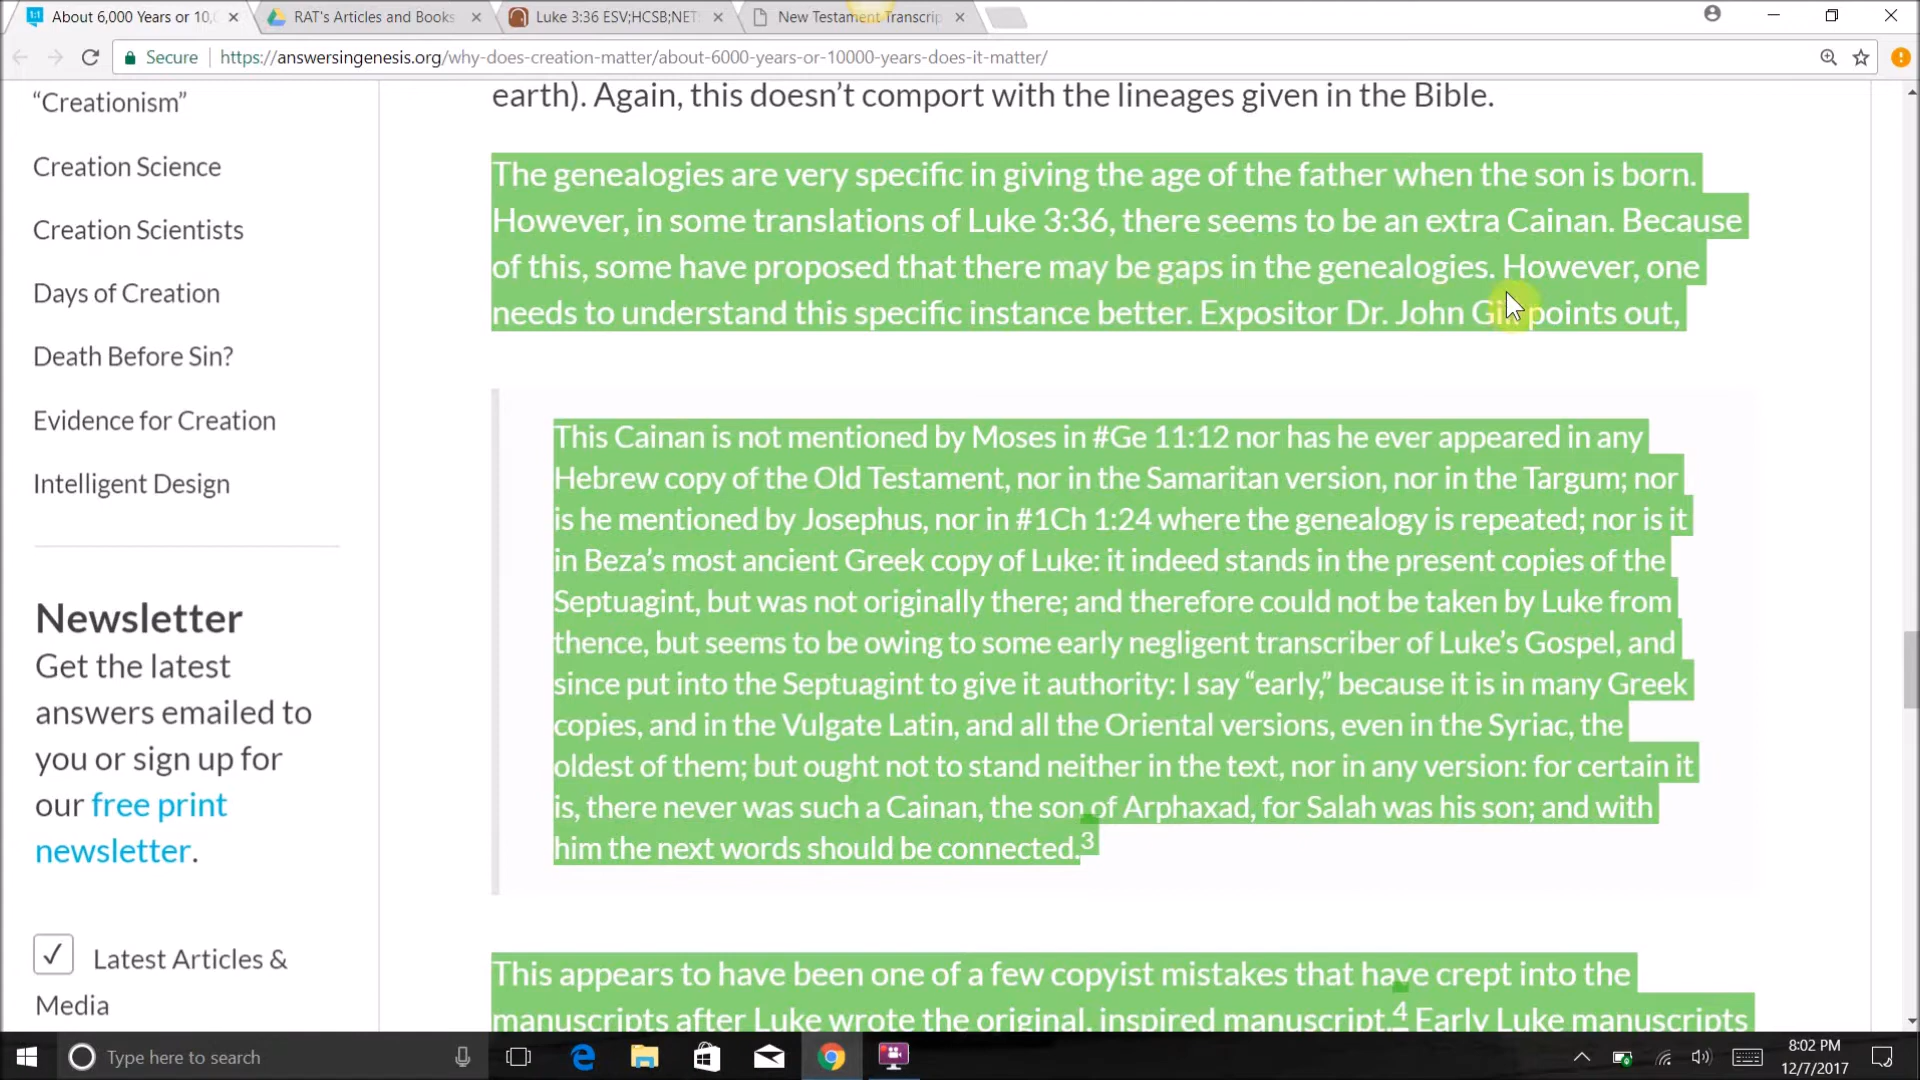 About 6,000 Years or 10,
RAT's Articles and Books
Luke 3:36 ESV;HCSB;NET
New Testament Transcrip
Secure
https://answersingenesis.org/why-does-creation-matter/about-6000-years-or-10000-years-does-it-matter/
“Creationism”
Creation Science
Creation Scientists
Days of Creation
Death Before Sin?
Evidence for Creation
Intelligent Design
Newsletter
Get the latest
answers emailed to
you or sign up for
our free print
newsletter.
Latest Articles &
Media
earth). Again, this doesn’t comport with the lineages given in the Bible.
The genealogies are very specific in giving the age of the father when the son is born.
However, in some translations of Luke 3:36, there seems to be an extra Cainan. Because
of this, some have proposed that there may be gaps in the genealogies. However, one
needs to understand this specific instance better. Expositor Dr. John Gill points out,
This Cainan is not mentioned by Moses in #Ge 11:12 nor has he ever appeared in any
Hebrew copy of the Old Testament, nor in the Samaritan version, nor in the Targum; nor
is he mentioned by Josephus, nor in #1Ch 1:24 where the genealogy is repeated; nor is it
in Beza’s most ancient Greek copy of Luke: it indeed stands in the present copies of the
Septuagint, but was not originally there; and therefore could not be taken by Luke from
thence, but seems to be owing to some early negligent transcriber of Luke’s Gospel, and
since put into the Septuagint to give it authority: I say “early,” because it is in many Greek
copies, and in the Vulgate Latin, and all the Oriental versions, even in the Syriac, the
oldest of them; but ought not to stand neither in the text, nor in any version: for certain it
is, there never was such a Cainan, the son of Arphaxad, for Salah was his son; and with
him the next words should be connected.3
This appears to have been one of a few copyist mistakes that have crept into the
manuscripts after Luke wrote the original, inspired manuscript.4 Early Luke manuscripts
Type here to search
8:02 PM
12/7/2017